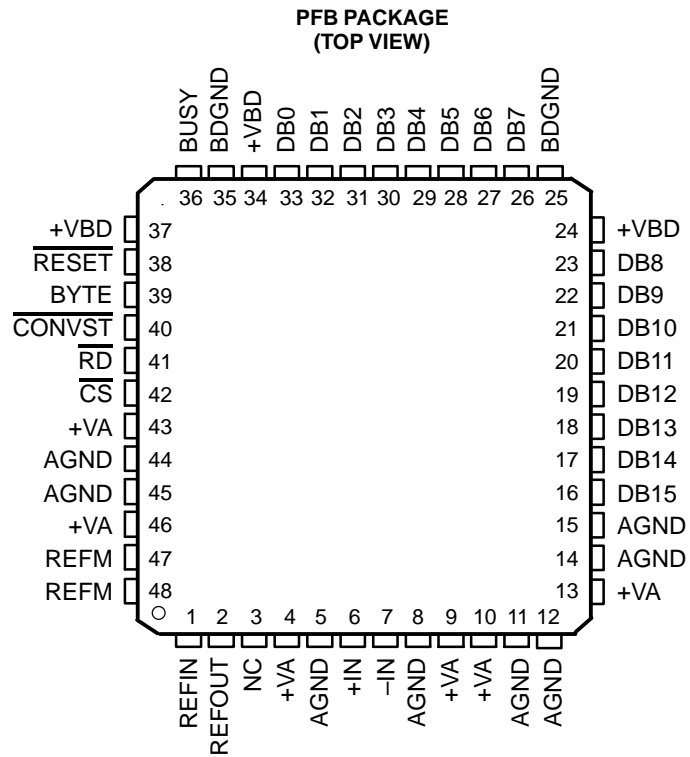 PFB PACKAGE
(TOP VIEW)
BUSY BDGND +VBD DB0 DB1 DB2 DB3 DB4 DB5 DB6 DB7 BDGND
36 35 34 33 32 31 30 29 28 27 26 25
+VBD 37 24 +VBD
RESET 38 23 DB8
BYTE 39 22 DB9
CONVST 40 21 DB10
RD 41 20 DB11
CS 42 19 DB12
+VA 43 18 DB13
AGND 44 17 DB14
AGND 45 16 DB15
+VA 46 15 AGND
REFM 47 14 AGND
REFM 48 13 +VA
1 2 3 4 5 6 7 8 9 10 11 12
REFIN REFOUT NC +VA AGND +IN –IN AGND +VA +VA AGND AGND